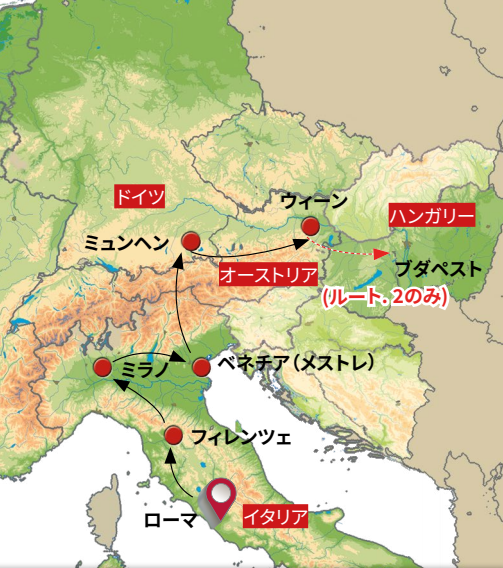 ドイツ
ウィーン
ハンガリー
ミュンヘン
オーストリア
ブダペスト
(ルート. 2のみ)
ミラノ
ベネチア（メストレ）
フィレンツェ
ローマ
イタリア